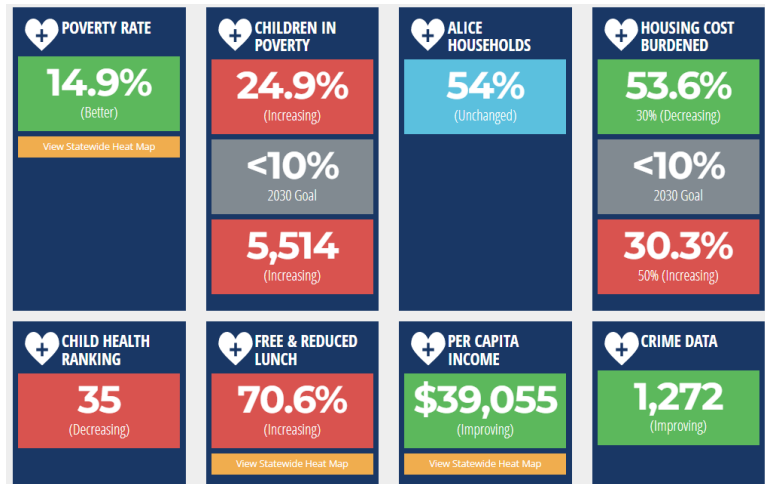 POVERTY RATE
14.9%
(Better)
View Statewide Heat Map
CHILDREN IN
POVERTY
24.9%
(Increasing)
<10%
2030 Goal
5,514
(Increasing)
ALICE
HOUSEHOLDS
54%
(Unchanged)
HOUSING COST
BURDENED
53.6%
30% (Decreasing)
<10%
2030 Goal
30.3%
50% (Increasing)
CHILD HEALTH
RANKING
35
(Decreasing)
FREE & REDUCED
LUNCH
70.6%
(Increasing)
View Statewide Heat Map
PER CAPITA
INCOME
$39,055
(Improving)
View Statewide Heat Map
CRIME DATA
1,272
(Improving)